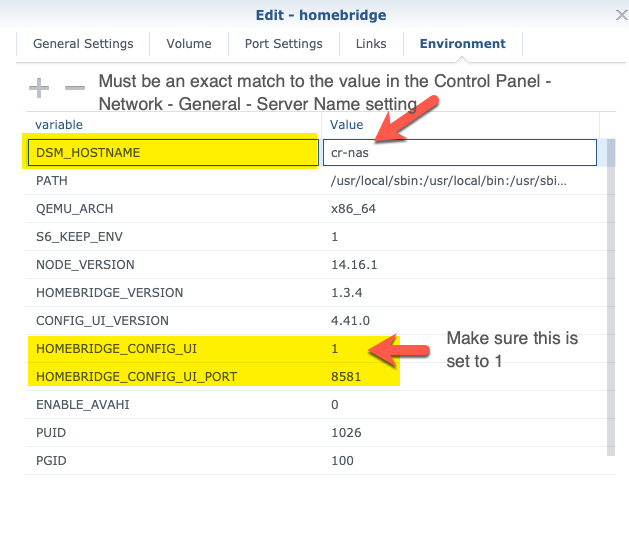 Edit - homebridge
General Settings Volume Port Settings Links Environment
Must be an exact match to the value in the Control Panel -
Network - General - Server Name setting
variable Value
DSM_HOSTNAME cr-nas
PATH /usr/local/sbin:/usr/local/bin:/usr/sbi...
QEMU_ARCH x86_64
S6_KEEP_ENV 1
NODE_VERSION 14.16.1
HOMEBRIDGE_VERSION 1.3.4
CONFIG_UI_VERSION 4.41.0
HOMEBRIDGE_CONFIG_UI 1
Make sure this is
set to 1
HOMEBRIDGE_CONFIG_UI_PORT 8581
ENABLE_AVAHI 0
PUID 1026
PGID 100